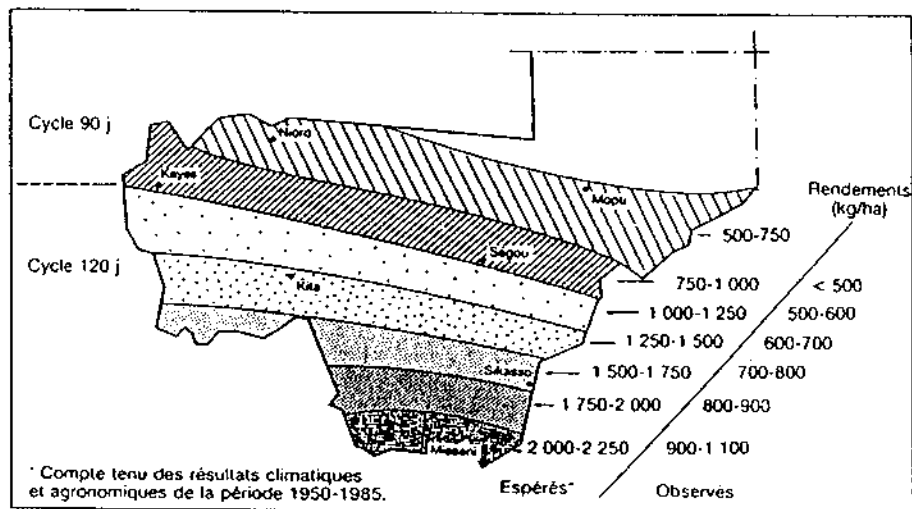 Cycle 90 j
Nioro
Kayes
Mopu
Rendements
(kg/ha)
500-750
Ségou
Cycle 120 j
Kita
750-1 000 < 500
1 000-1 250 500-600
1 250-1 500 600-700
1 500-1 750 700-800
Sikasso
1 750-2 000 800-900
Misseni 2 000-2 250 900-1 100
* Compte tenu des résultats climatiques
et agronomiques de la période 1950-1985.
Espérés* Observés